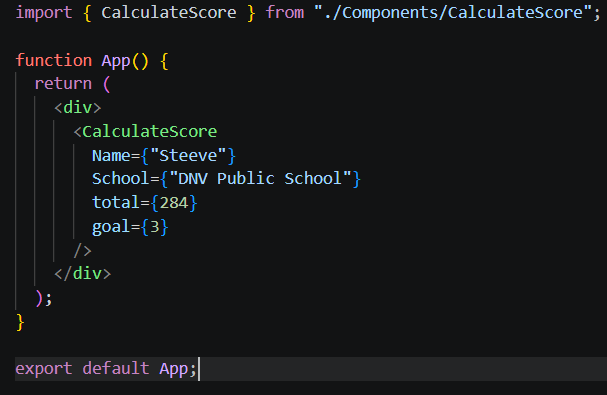 import { CalculateScore } from "./Components/CalculateScore";
function App() {
return (
<div>
<CalculateScore
Name={"Steeve"}
School={"DNV Public School"}
total={284}
goal={3}
/>
</div>
);
}
export default App;